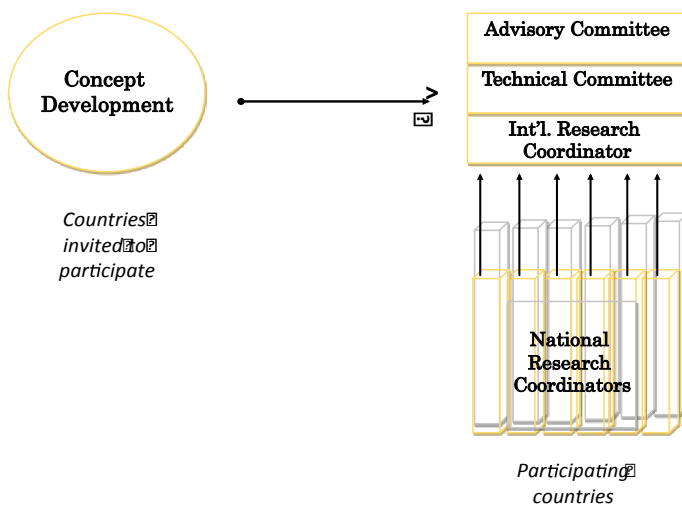 Concept
Development
Countries
invited to
participate
Advisory Committee
Technical Committee
Int'l. Research
Coordinator
National
Research
Coordinators
Participating
countries